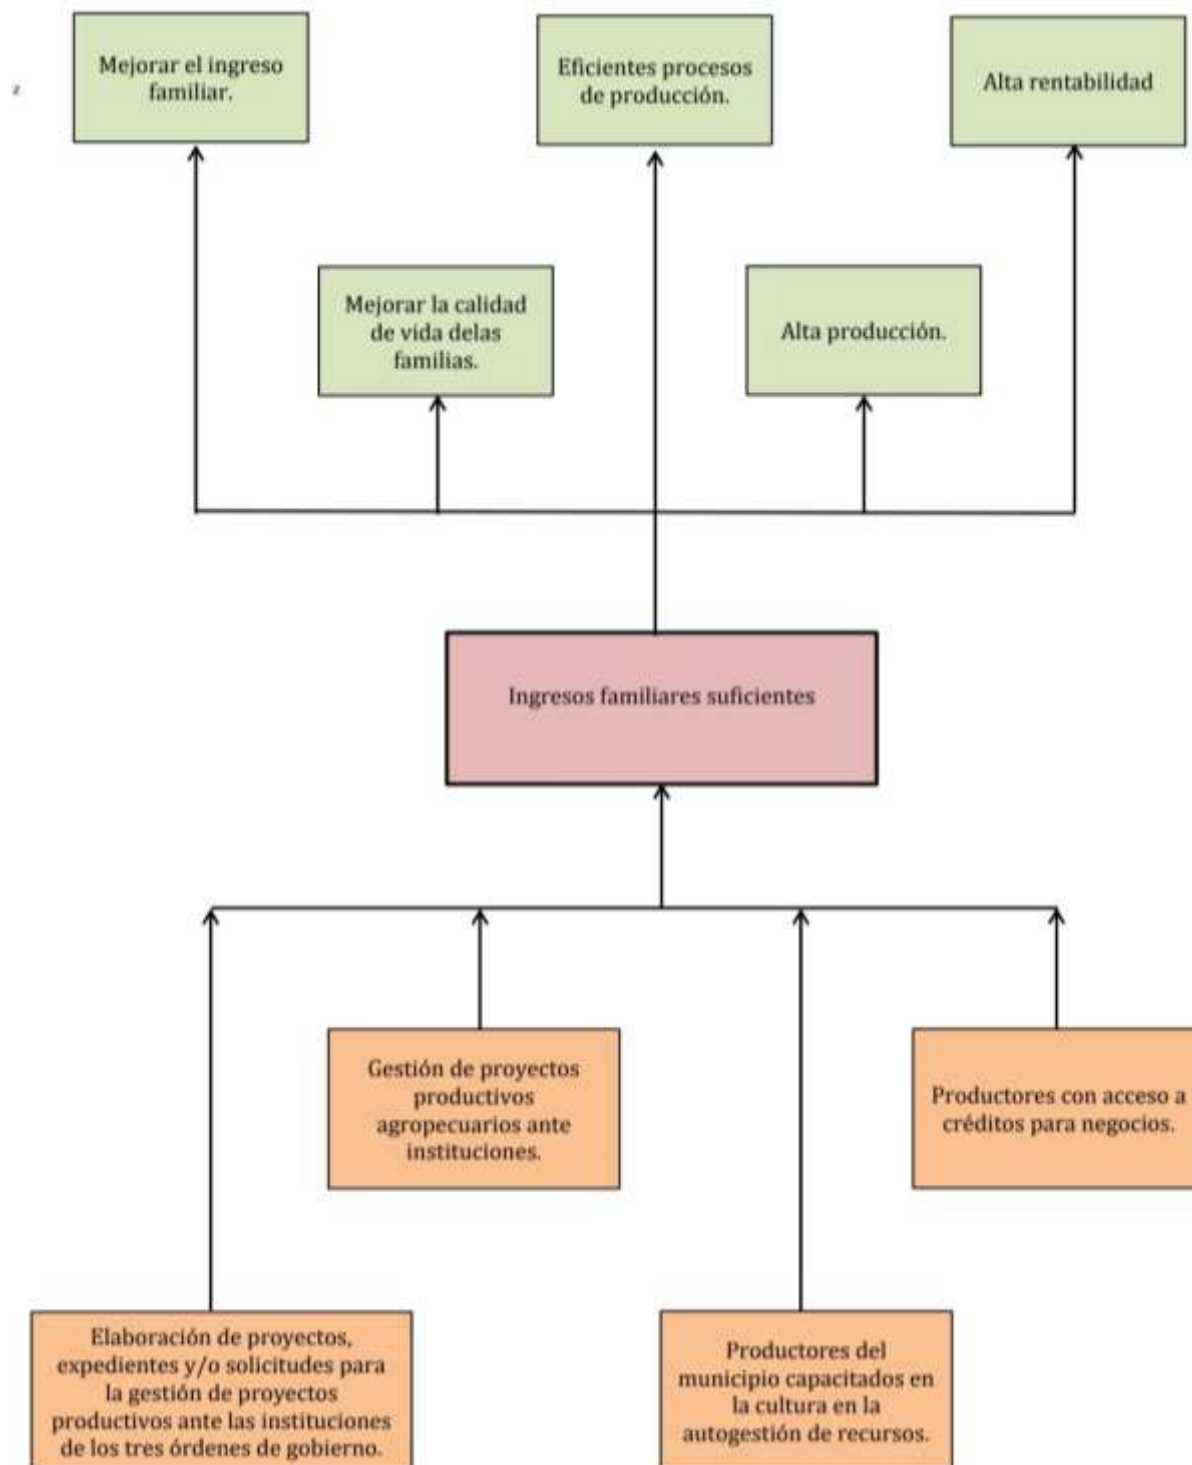 Mejorar el ingreso
familiar.
Eficientes procesos
de producción.
Alta rentabilidad
z
Mejorar la calidad
de vida delas
familias.
Alta producción.
Ingresos familiares suficientes
Gestión de proyectos
productivos
agropecuarios ante
instituciones.
Productores con acceso a
créditos para negocios.
Elaboración de proyectos,
expedientes y/o solicitudes para
la gestión de proyectos
productivos ante las instituciones
de los tres órdenes de gobierno.
Productores del
municipio capacitados en
la cultura en la
autogestión de recursos.